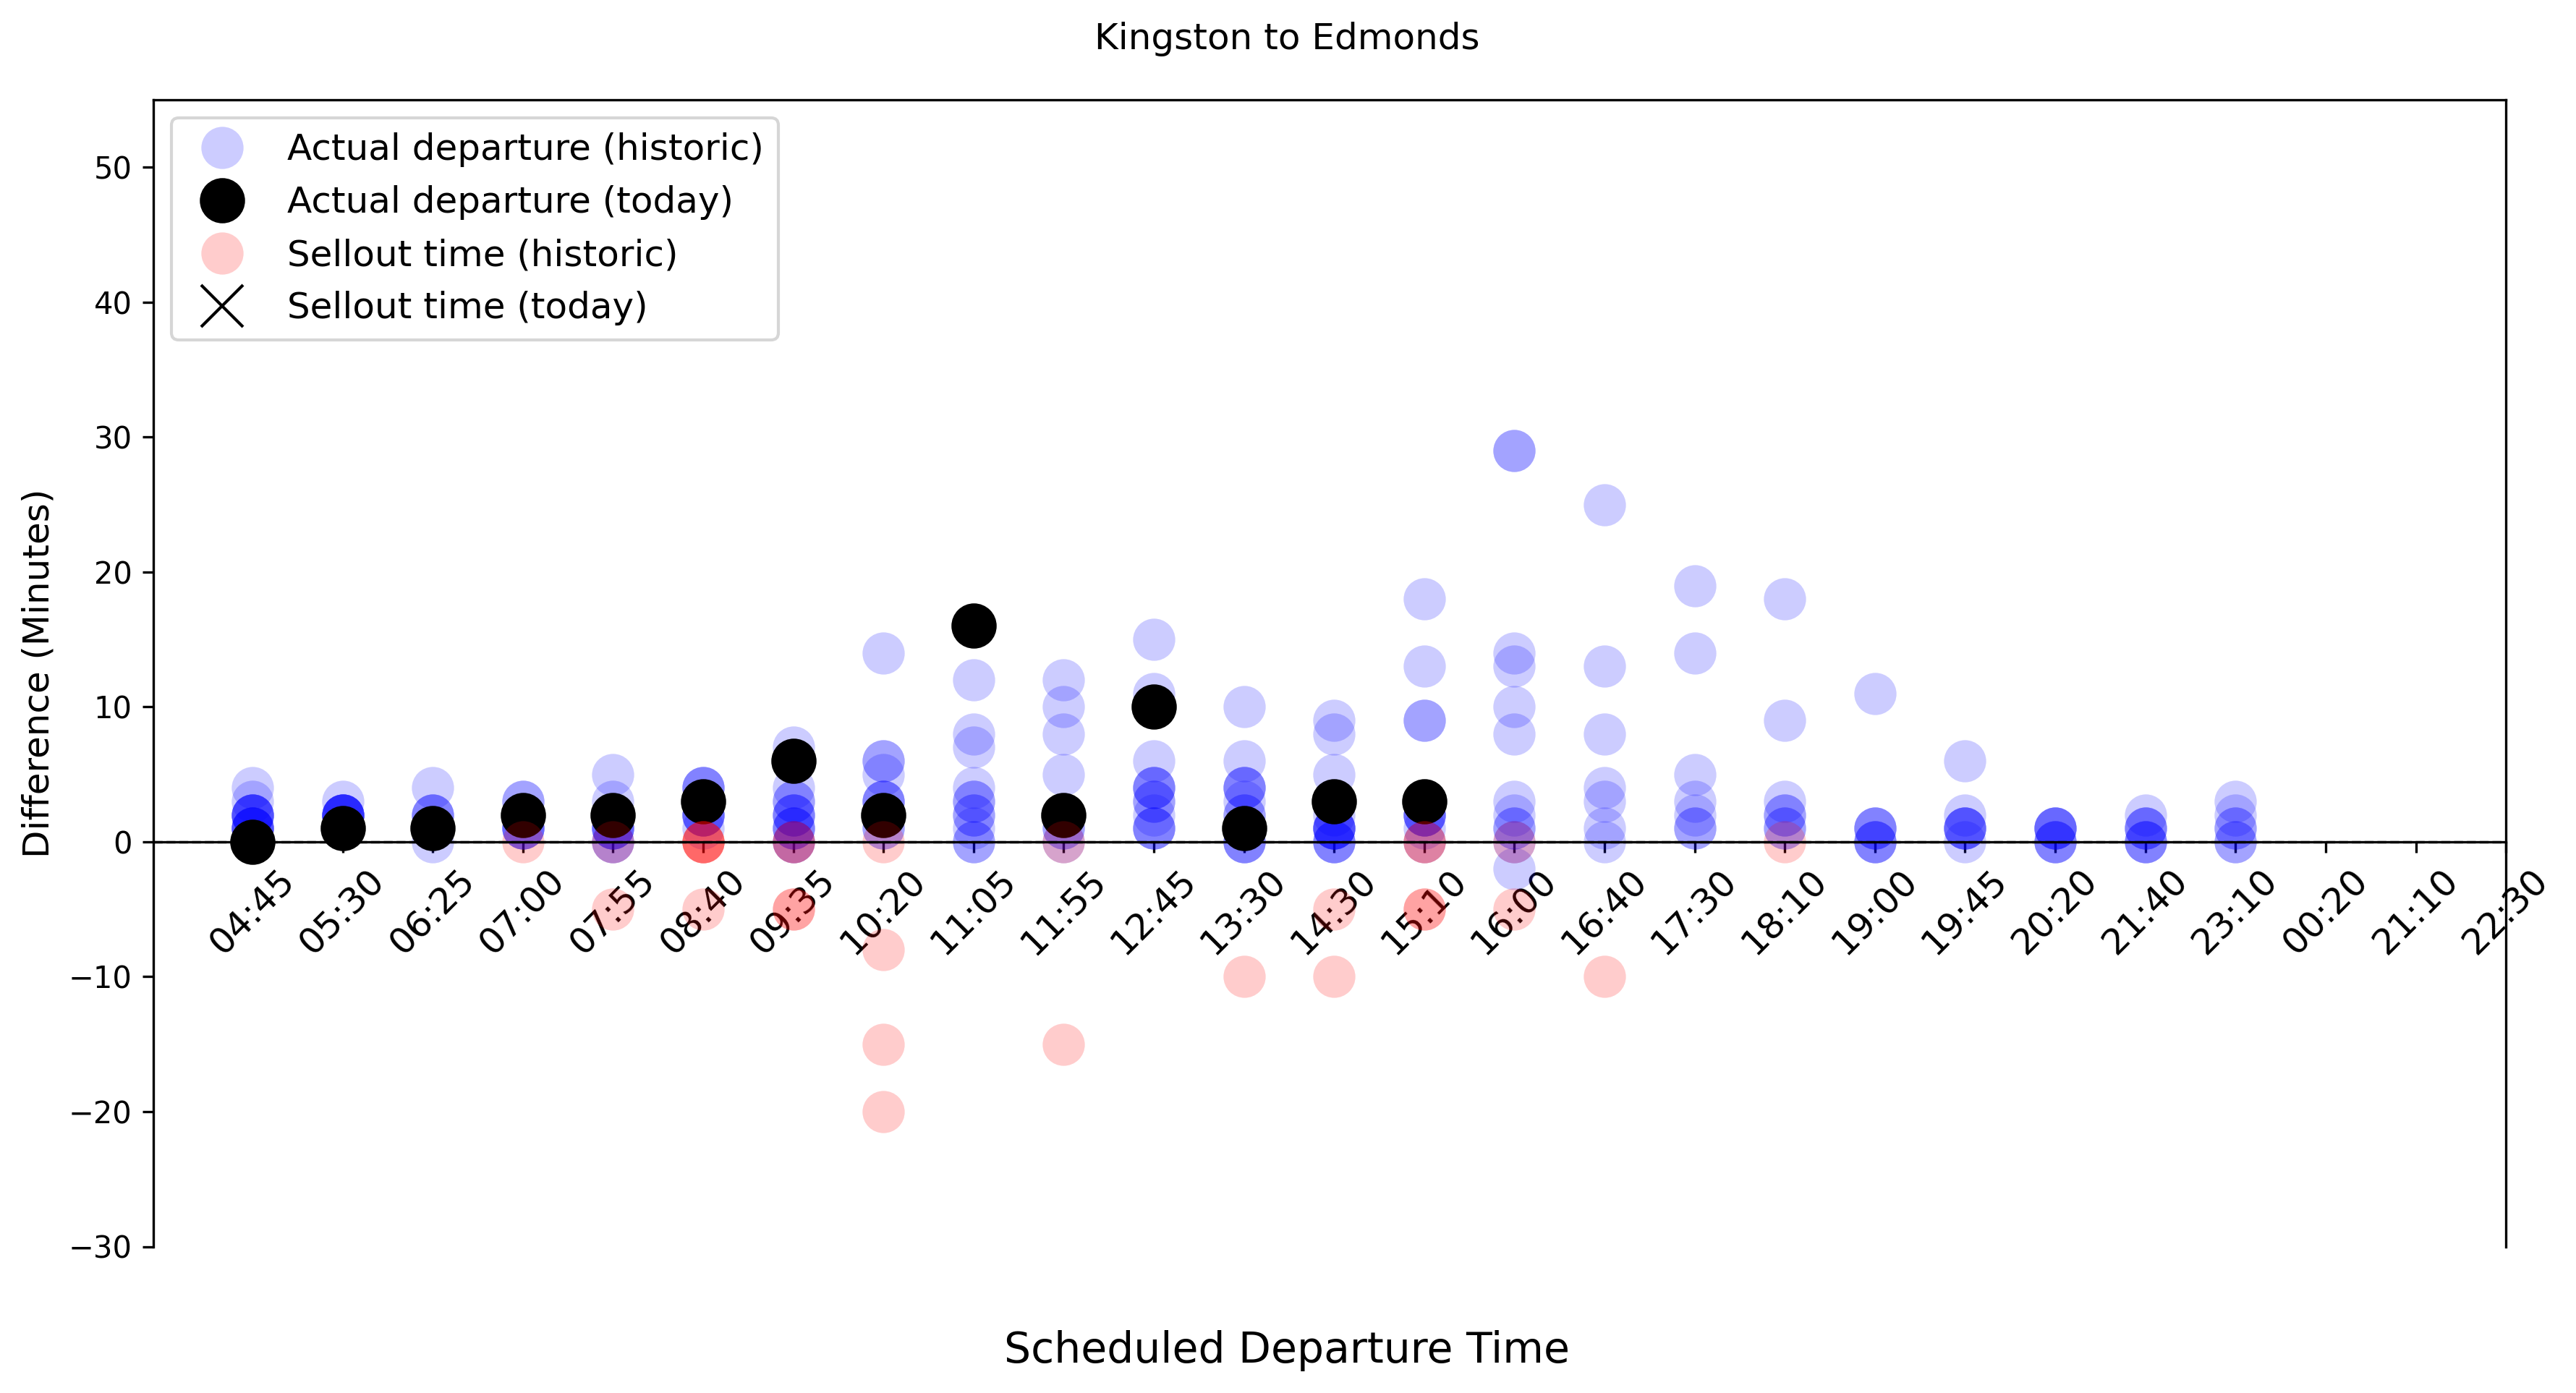 Kingston to Edmonds
Actual departure (historic)
Actual departure (today)
Sellout time (historic)
Sellout time (today)
Difference (Minutes)
50
40
30
20
10
0
−10
−20
−30
04:45 05:30 06:25 07:00 07:55 08:40 09:35 10:20 11:05 11:55 12:45 13:30 14:30 15:10 16:00 16:40 17:30 18:10 19:00 19:45 20:20 21:40 23:10 00:20 21:10 22:30
Scheduled Departure Time